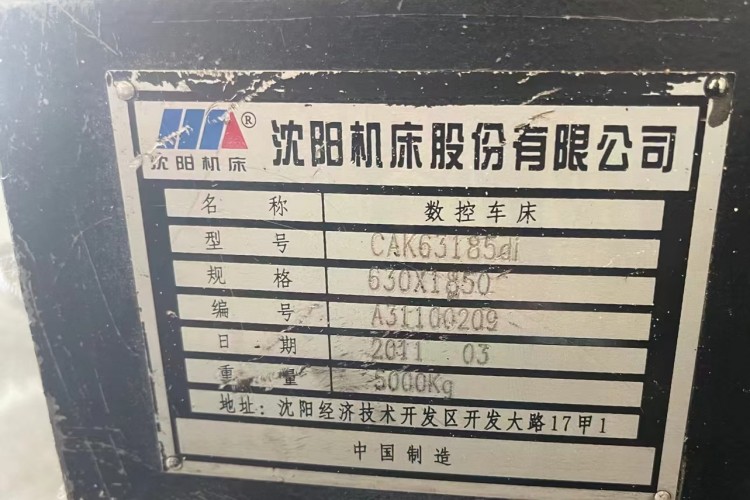 沈阳机床 ® 沈阳机床股份有限公司
名 称 数控车床
型 号 CAK63185di
规 格 630X1850
编 号 A31100209
日 期 2011 03
重 量 5000Kg
地址: 沈阳经济技术开发区开发大路17甲1
中国制造